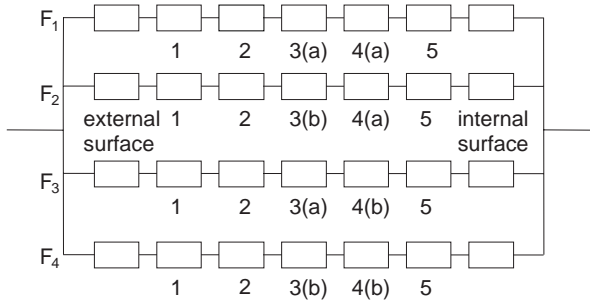 F1
1 2 3(a) 4(a) 5
F2
external surface 1 2 3(b) 4(a) 5 internal surface
F3
1 2 3(a) 4(b) 5
F4
1 2 3(b) 4(b) 5